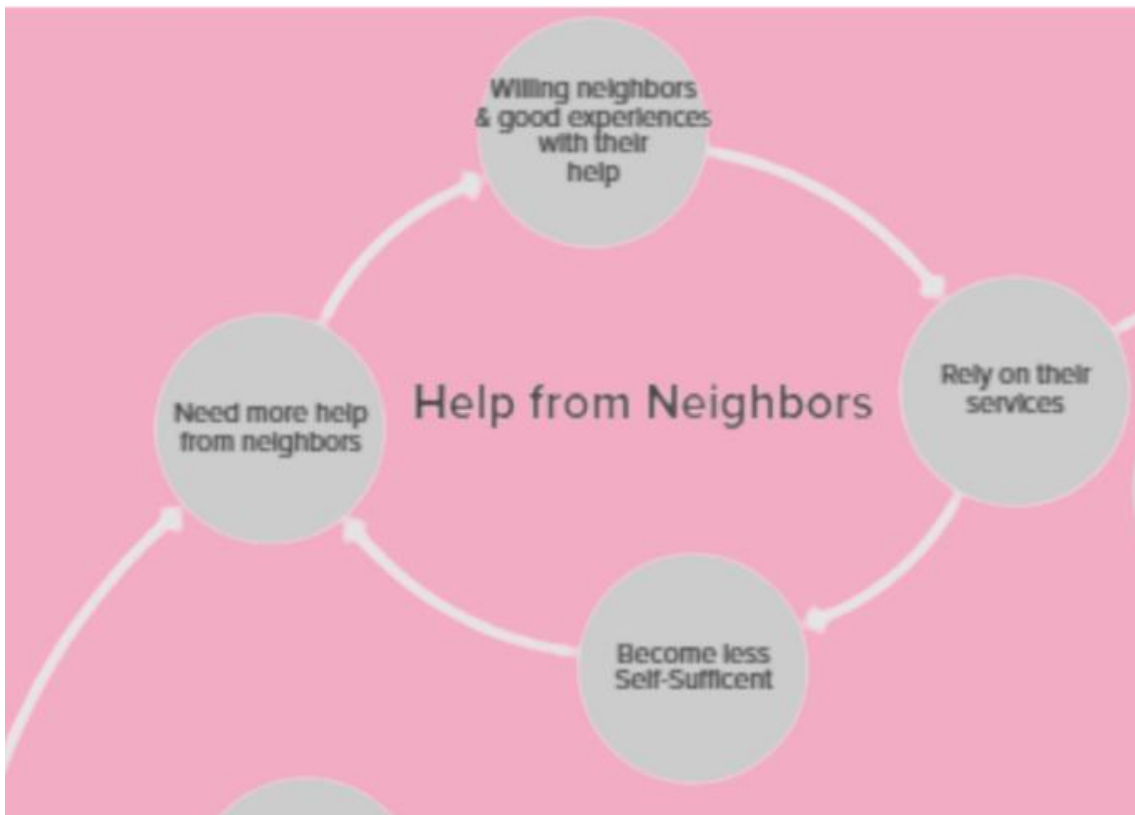 Willing neighbors
& good experiences
with their
help
Rely on their
services
Need more help
from neighbors
Help from Neighbors
Become less
Self-Sufficent